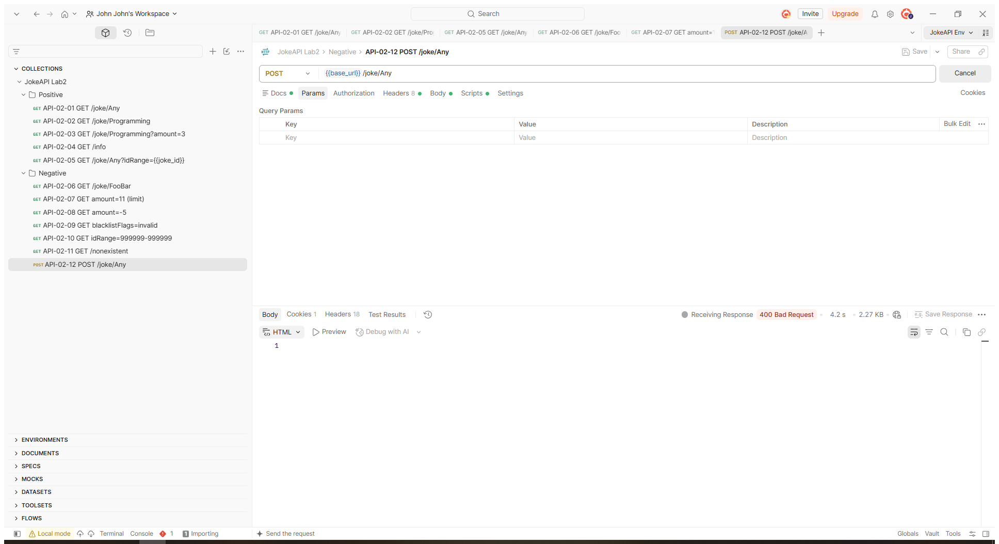 John John's Workspace
Search
Invite
Upgrade
GET API-02-01 GET /joke/Any
GET API-02-02 GET /joke/Pro
GET API-02-05 GET /joke/Any
GET API-02-06 GET /joke/Foo
GET API-02-07 GET amount=
POST API-02-12 POST /joke/A
JokeAPI Env
COLLECTIONS
JokeAPI Lab2
Positive
GET API-02-01 GET /joke/Any
GET API-02-02 GET /joke/Programming
GET API-02-03 GET /joke/Programming?amount=3
GET API-02-04 GET /info
GET API-02-05 GET /joke/Any?idRange={{joke_id}}
Negative
GET API-02-06 GET /joke/FooBar
GET API-02-07 GET amount=11 (limit)
GET API-02-08 GET amount=-5
GET API-02-09 GET blacklistFlags=invalid
GET API-02-10 GET idRange=999999-999999
GET API-02-11 GET /nonexistent
POST API-02-12 POST /joke/Any
ENVIRONMENTS
DOCUMENTS
SPECS
MOCKS
DATASETS
TOOLSETS
FLOWS
HTTP JokeAPI Lab2 > Negative > API-02-12 POST /joke/Any
Save
Share
POST
{{base_url}} /joke/Any
Cancel
Docs
Params
Authorization
Headers 8
Body
Scripts
Settings
Cookies
Query Params
Key Value Description Bulk Edit
Key Value Description
Body
Cookies 1
Headers 18
Test Results
Receiving Response
400 Bad Request
4.2 s
2.27 KB
e.g. Save Response
HTML
Preview
Debug with AI
1
Local mode
Terminal
Console
1
1 Importing
Send the request
Globals
Vault
Tools